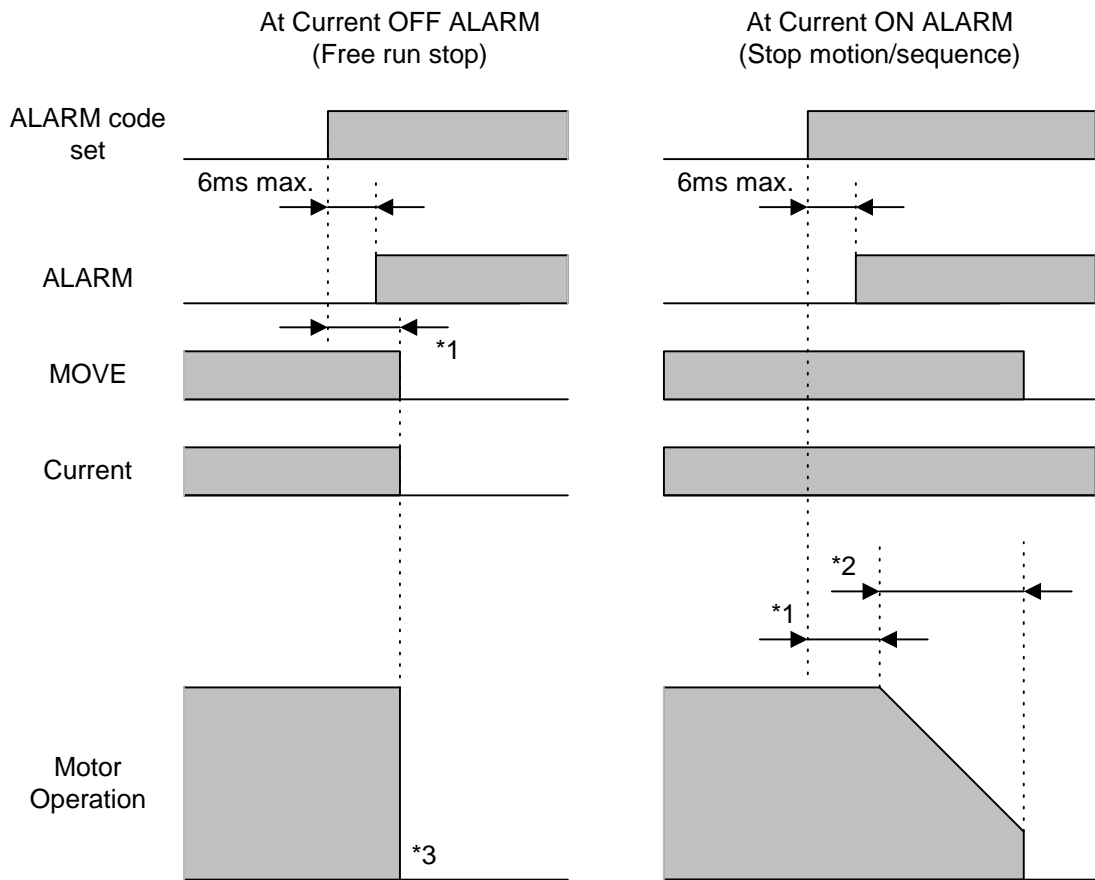 At Current OFF ALARM
(Free run stop)
At Current ON ALARM
(Stop motion/sequence)
ALARM code
set
6ms max.
6ms max.
ALARM
*1
MOVE
Current
*2
*1
Motor
Operation
*3